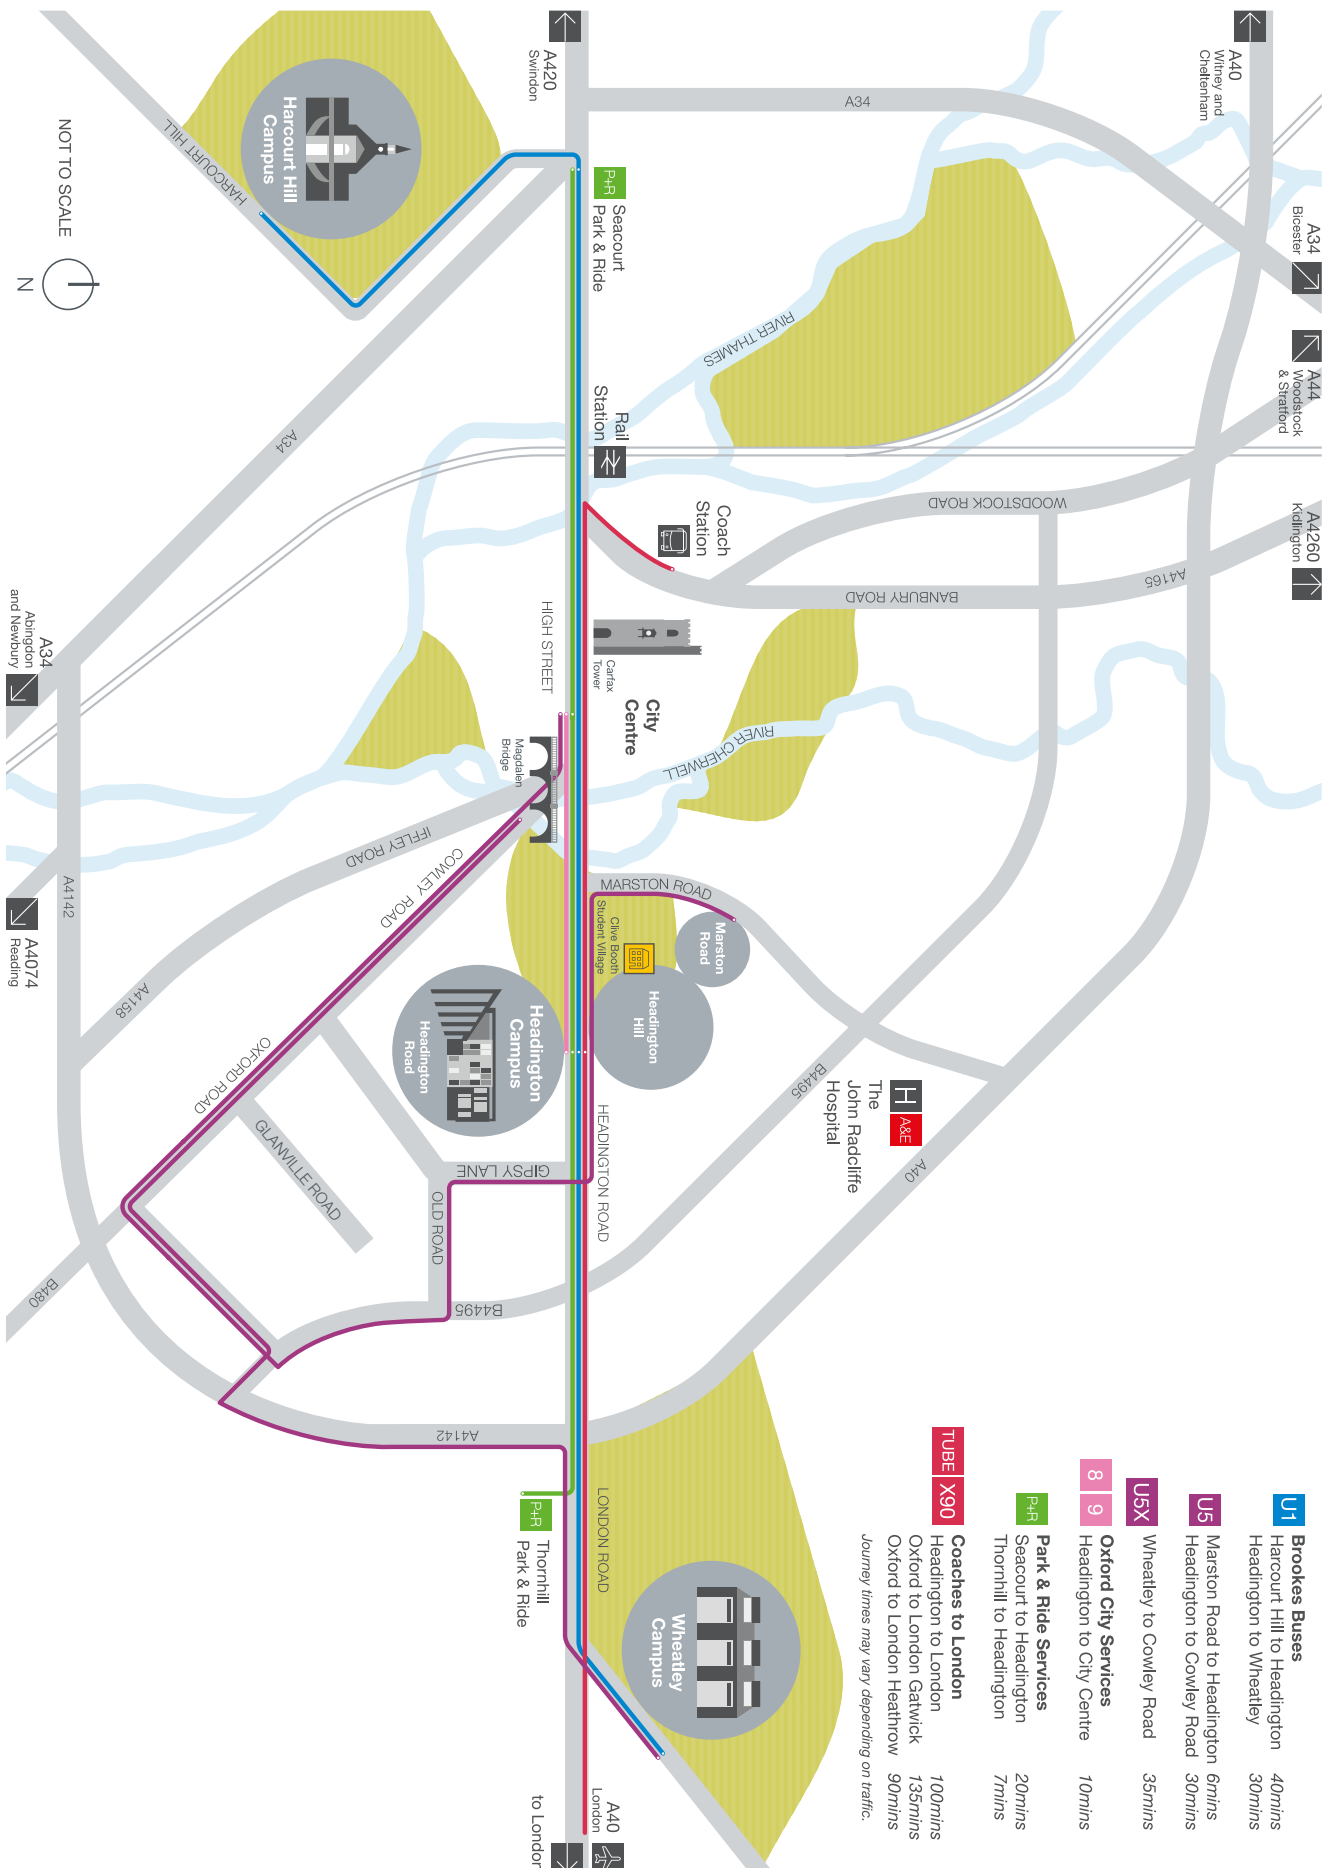 A40
Witney and
Cheltenham
A34
Bicester
A44
Woodstock
& Stratford
A4260
Kidlington
A34
A4165
WOODSTOCK ROAD
BANBURY ROAD
RIVER THAMES
RIVER CHERWELL
A420
Swindon
P+R
Seacourt
Park & Ride
Rail
Station
Coach
Station
Carfax
Tower
City
Centre
HIGH STREET
Magdalen
Bridge
Harcourt Hill
Campus
HARCOURT HILL
A34
NOT TO SCALE
N
A34
Abingdon
and Newbury
A4074
Reading
A4142
IFFLEY ROAD
COWLEY ROAD
A4158
OXFORD ROAD
GLANVILLE ROAD
B480
MARSTON ROAD
Marston
Road
Clive Booth
Student Village
Headington
Hill
Headington
Campus
Headington
Road
HEADINGTON ROAD
GIPSY LANE
OLD ROAD
B4495
B4495
H
A&E
The
John Radcliffe
Hospital
A40
A4142
LONDON ROAD
P+R
Thornhill
Park & Ride
Wheatley
Campus
A40
London
to London
U1
Brookes Buses
Harcourt Hill to Headington 40mins
Headington to Wheatley 30mins
U5
Marston Road to Headington 6mins
Headington to Cowley Road 30mins
U5X
Wheatley to Cowley Road 35mins
8 9
Oxford City Services
Headington to City Centre 10mins
P+R
Park & Ride Services
Seacourt to Headington 20mins
Thornhill to Headington 7mins
TUBE X90
Coaches to London
Headington to London 100mins
Oxford to London Gatwick 135mins
Oxford to London Heathrow 90mins
Journey times may vary depending on traffic.